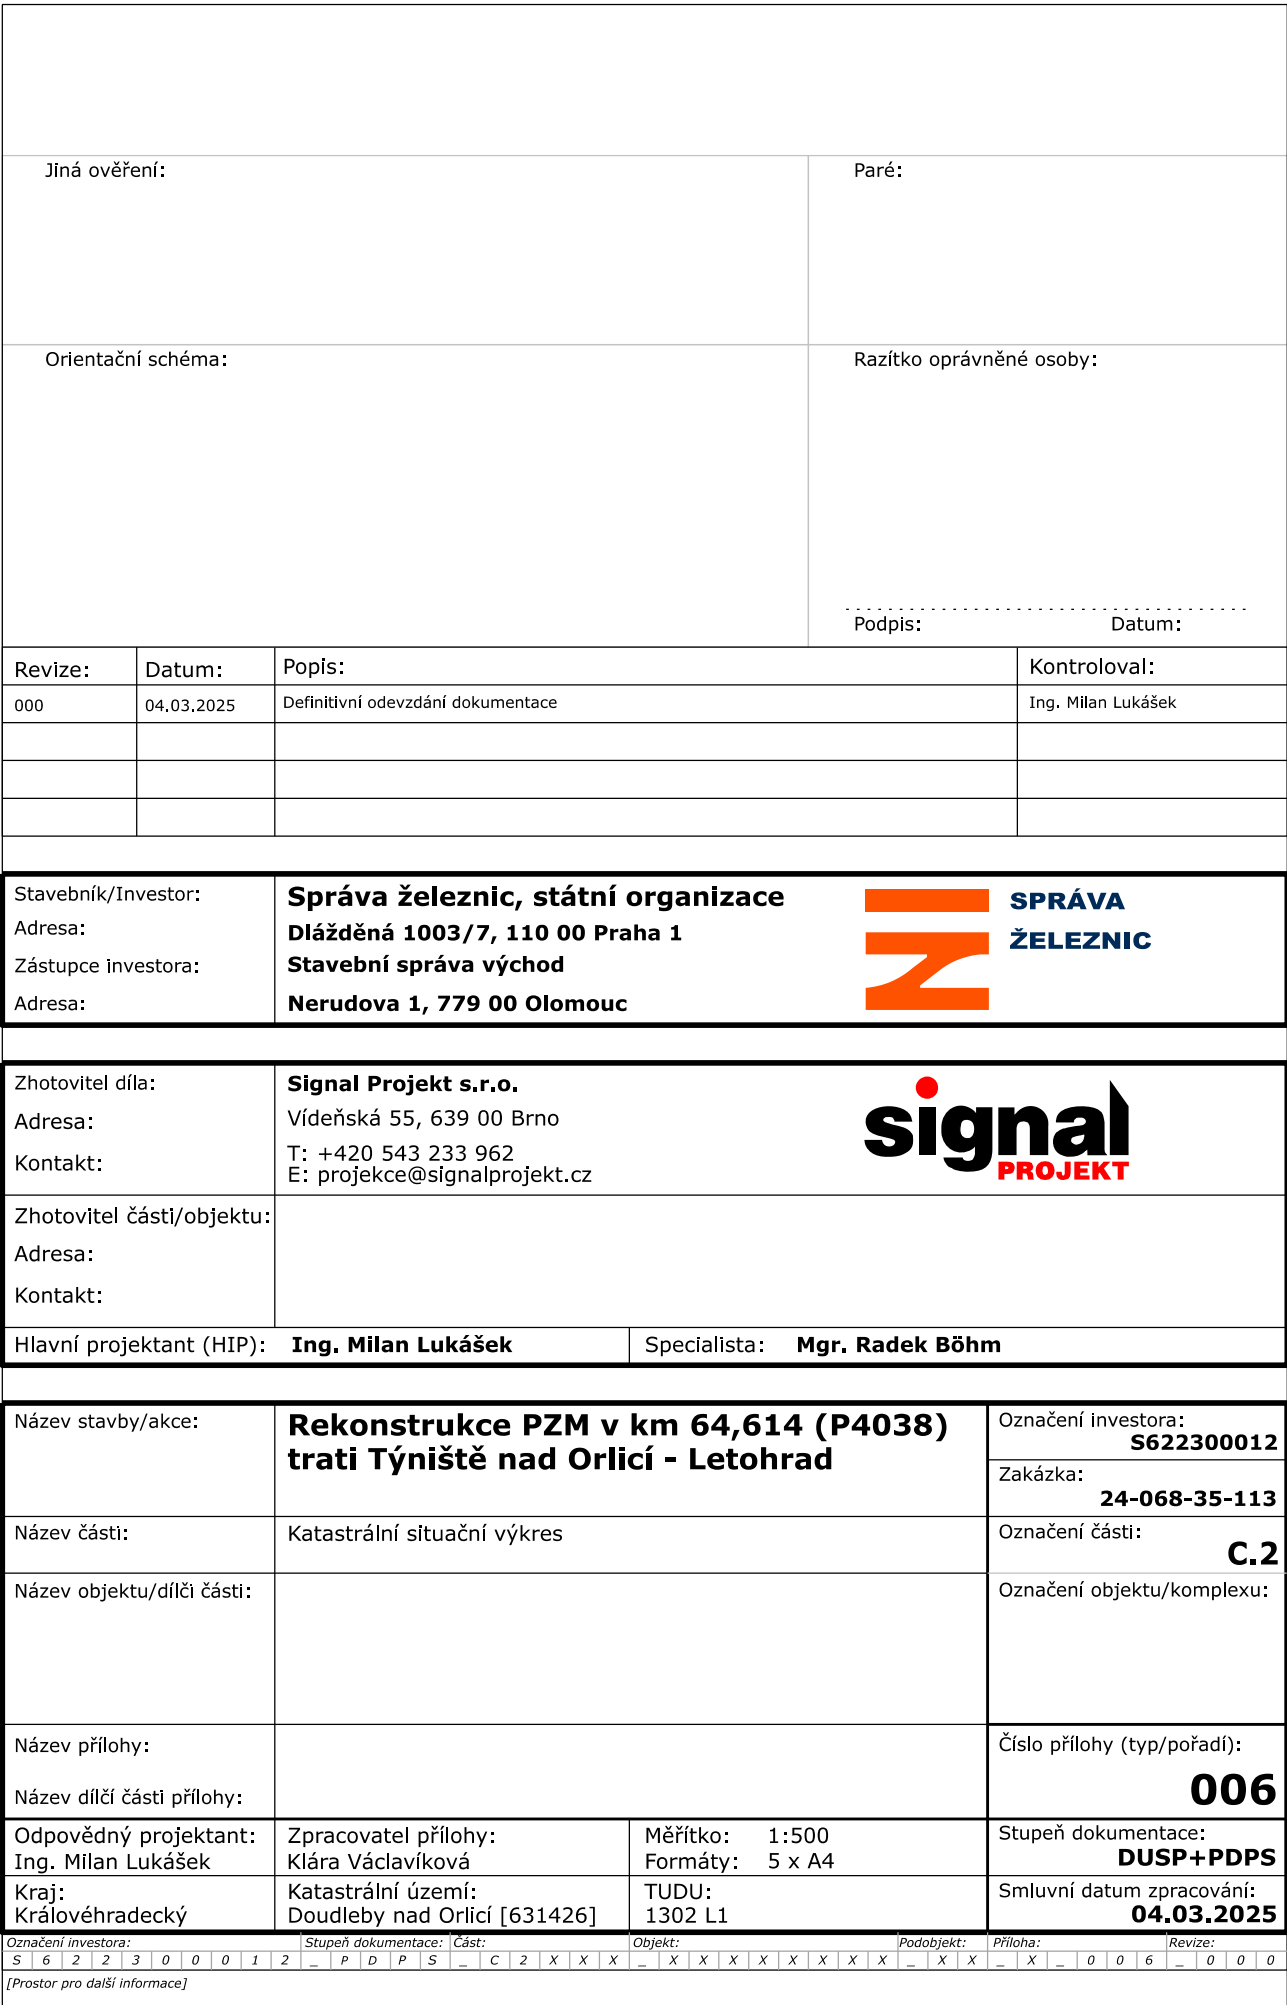 Jiná ověření:
Paré:
Orientační schéma:
Razítko oprávněné osoby:
Podpis: Datum:
Revize: Datum: Popis: Kontroloval:
000 04.03.2025 Definitivní odevzdání dokumentace Ing. Milan Lukášek
Stavebník/Investor: Správa železnic, státní organizace
Adresa: Dlážděná 1003/7, 110 00 Praha 1
Zástupce investora: Stavební správa východ
Adresa: Nerudova 1, 779 00 Olomouc
SPRÁVA
ŽELEZNIC
Zhotovitel díla: Signal Projekt s.r.o.
Adresa: Vídeňská 55, 639 00 Brno
Kontakt: T: +420 543 233 962
E: projekce@signalprojekt.cz
signal
PROJEKT
Zhotovitel části/objektu:
Adresa:
Kontakt:
Hlavní projektant (HIP): Ing. Milan Lukášek Specialista: Mgr. Radek Böhm
Název stavby/akce: Rekonstrukce PZM v km 64,614 (P4038)
trati Týniště nad Orlicí - Letohrad
Označení investora:
S622300012
Zakázka:
24-068-35-113
Název části: Katastrální situační výkres
Označení části:
C.2
Název objektu/dílči části:
Označení objektu/komplexu:
Název přílohy:
Název dílčí části přílohy:
Číslo přílohy (typ/pořadí):
006
Odpovědný projektant: Zpracovatel přílohy: Měřítko: 1:500 Stupeň dokumentace:
Ing. Milan Lukášek Klára Václavíková Formáty: 5 x A4 DUSP+PDPS
Kraj: Katastrální území: TUDU: Smluvní datum zpracování:
Královéhradecký Doudleby nad Orlicí [631426] 1302 L1 04.03.2025
Označení investora: Stupeň dokumentace: Část: Objekt: Podobjekt: Příloha: Revize:
S 6 2 2 3 0 0 0 1 2 _ P D P S _ C 2 X X X _ X X X X X X X X _ X X _ X _ 0 0 6 _ 0 0 0
[Prostor pro další informace]